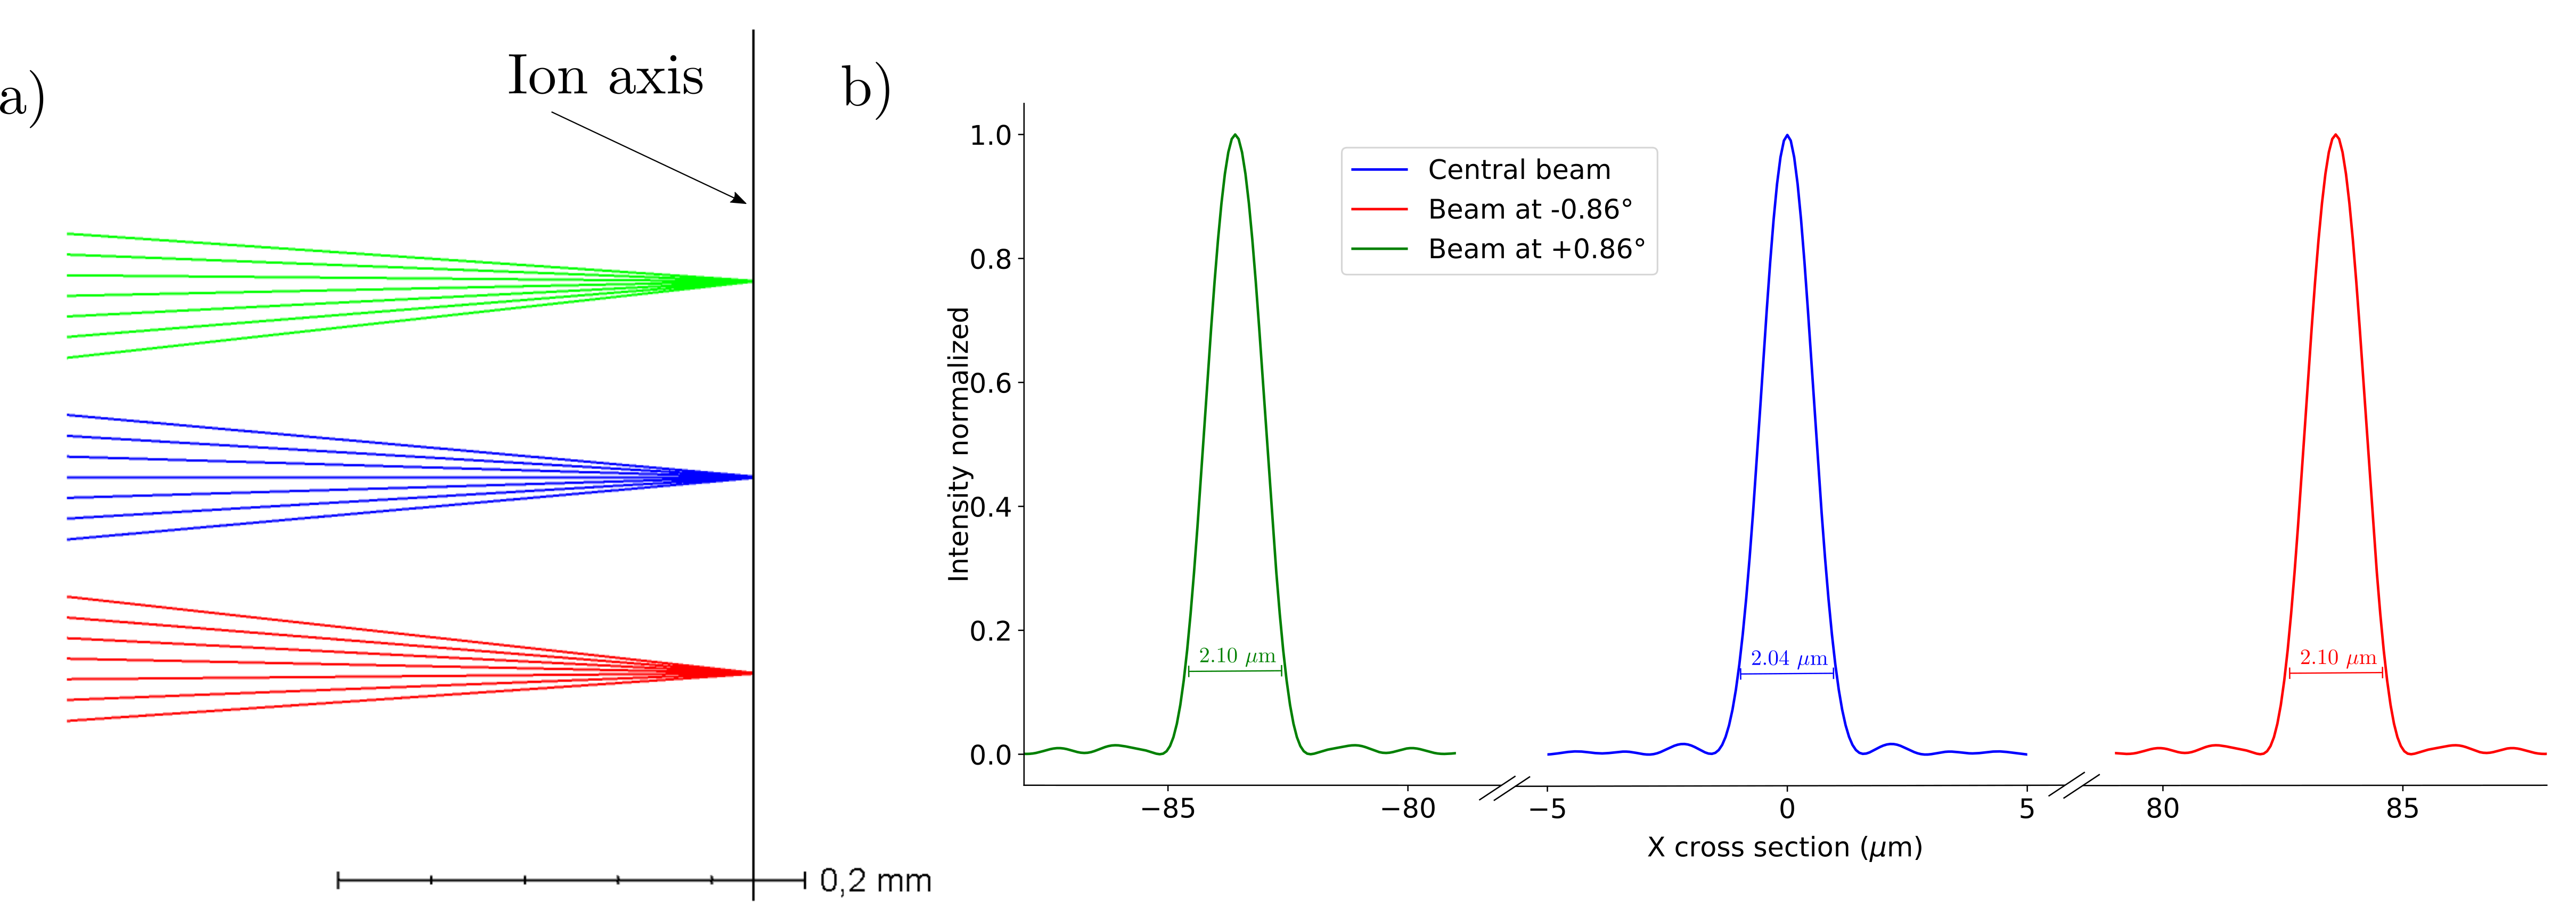 a)
Ion axis
0,2 mm
b)
Intensity normalized
1.0
0.8
0.6
0.4
0.2
0.0
Central beam
Beam at -0.86°
Beam at +0.86°
2.10 μm
2.04 μm
2.10 μm
−85
−80
−5
0
5
80
85
X cross section (μm)